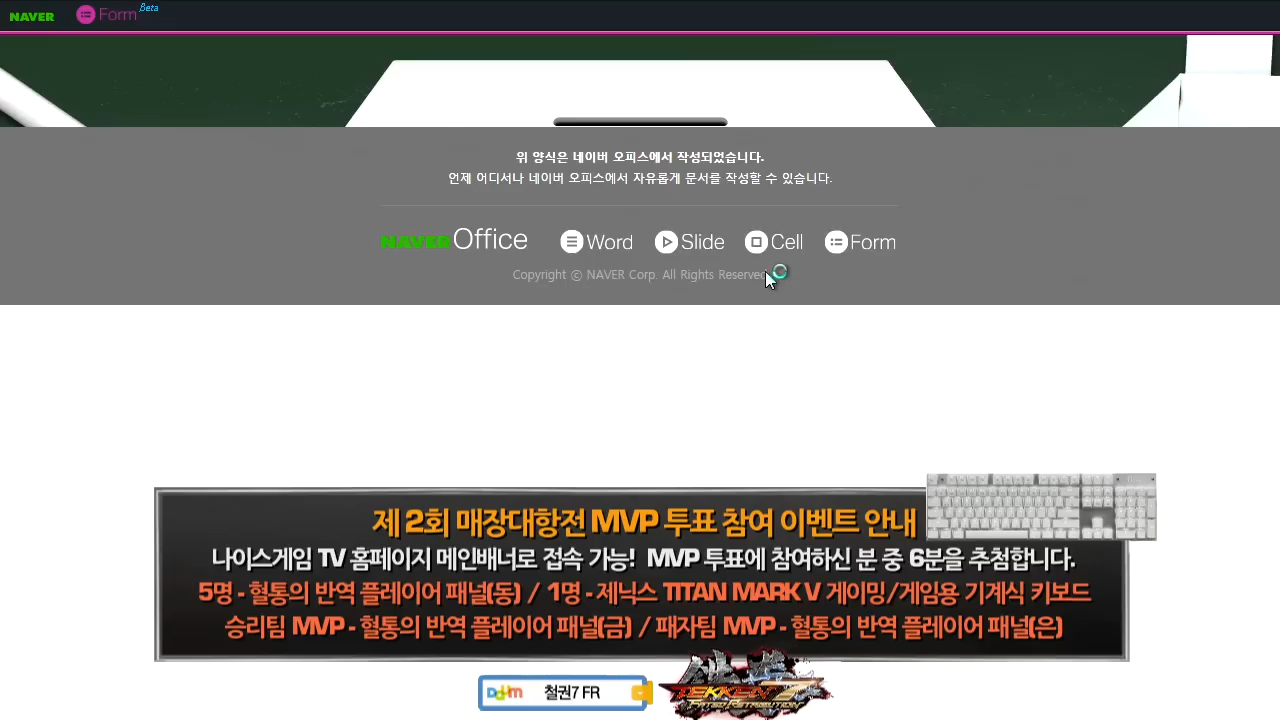 NAVER Form Beta
위 양식은 네이버 오피스에서 작성되었습니다.
언제 어디서나 네이버 오피스에서 자유롭게 문서를 작성할 수 있습니다.
NAVER Office Word Slide Cell Form
Copyright ⓒ NAVER Corp. All Rights Reserved
제 2회 매장대항전 MVP 투표 참여 이벤트 안내
나이스게임 TV 홈페이지 메인배너로 접속 가능! MVP 투표에 참여하신 분 중 6분을 추첨합니다.
5명 - 혈통의 반역 플레이어 패널(동) / 1명 - 제닉스 TITAN MARK V 게이밍/게임용 기계식 키보드
승리팀 MVP - 혈통의 반역 플레이어 패널(금) / 패자팀 MVP - 혈통의 반역 플레이어 패널(은)
Daum 철권7 FR
鉄拳
TEKKEN 7
FATED RETRIBUTION